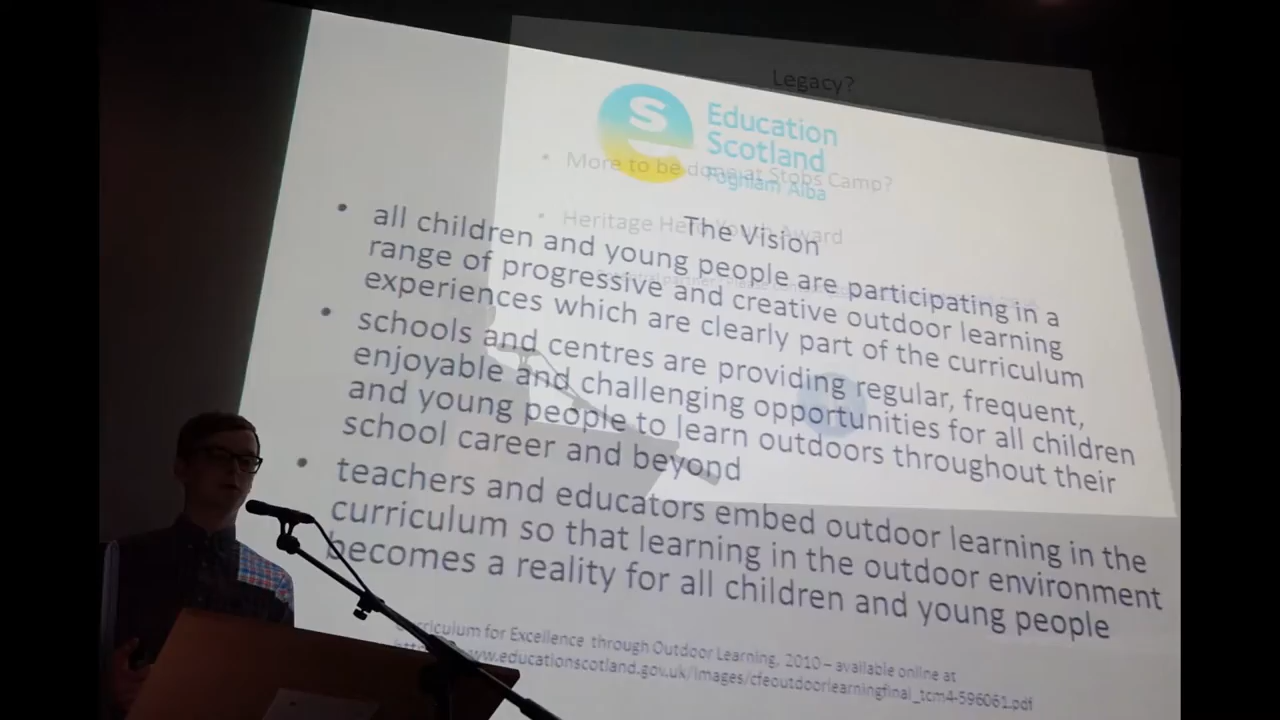 Legacy?
Education
Scotland
Foghlam Alba
• More to be done at Stobs Camp?
• Heritage Hero Youth Award
The Vision
• all children and young people are participating in a
range of progressive and creative outdoor learning
experiences which are clearly part of the curriculum
• schools and centres are providing regular, frequent,
enjoyable and challenging opportunities for all children
and young people to learn outdoors throughout their
school career and beyond
• teachers and educators embed outdoor learning in the
curriculum so that learning in the outdoor environment
becomes a reality for all children and young people
Curriculum for Excellence through Outdoor Learning, 2010 – available online at
www.educationscotland.gov.uk/Images/cfeoutdoorlearningfinal_tcm4-596061.pdf